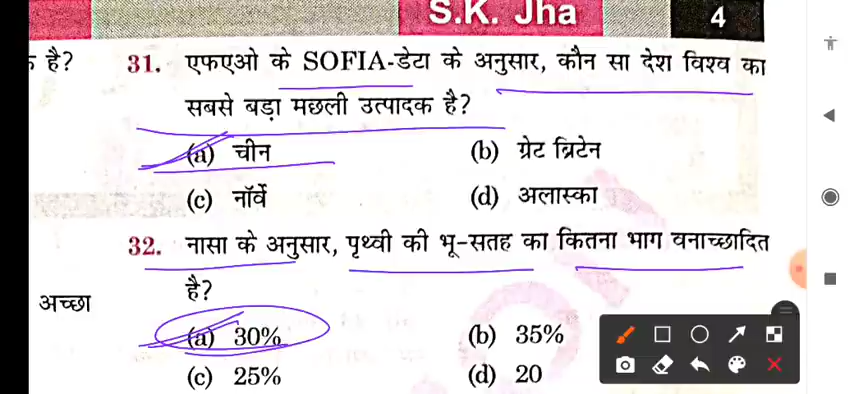 S.K. Jha
4
है?
31. एफएओ के SOFIA-डेटा के अनुसार, कौन सा देश विश्व का
सबसे बड़ा मछली उत्पादक है?
(a) चीन
(b) ग्रेट ब्रिटेन
(c) नॉर्वे
(d) अलास्का
32. नासा के अनुसार, पृथ्वी की भू-सतह का कितना भाग वनाच्छादित
है?
अच्छा
(a) 30%
(b) 35%
(c) 25%
(d) 20